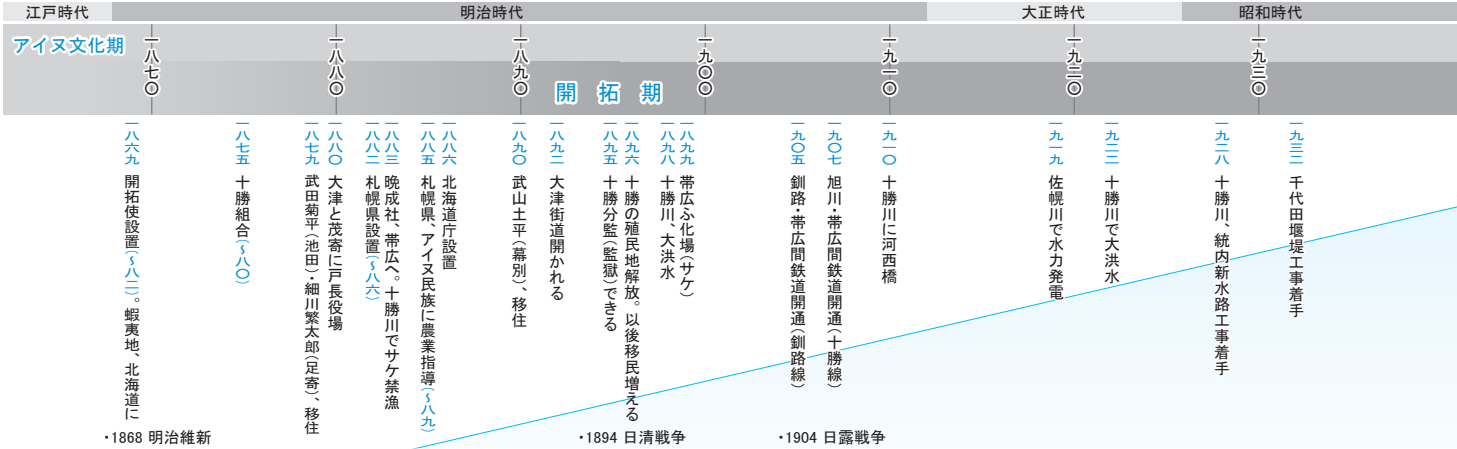 江戸時代
明治時代
大正時代
昭和時代
アイヌ文化期
開拓期
一八七〇
一八八〇
一八九〇
一九〇〇
一九一〇
一九二〇
一九三〇
一八六九 開拓使設置(~八二)。蝦夷地、北海道に
一八七五 十勝組合(~八〇)
一八七九 武田菊平(池田)・細川繁太郎(足寄)、移住
一八八〇 大津と茂寄に戸長役場
一八八二 札幌県設置(~八六)
一八八三 晩成社、帯広へ。十勝川でサケ禁漁
一八八五 札幌県、アイヌ民族に農業指導(~八九)
一八八六 北海道庁設置
一八九〇 武山土平(幕別)、移住
一八九二 大津街道開かれる
一八九五 十勝分監(監獄)できる
一八九六 十勝の殖民地解放。以後移民増える
一八九八 十勝川、大洪水
一八九九 帯広ふ化場(サケ)
一九〇五 釧路・帯広間鉄道開通(釧路線)
一九〇七 旭川・帯広間鉄道開通(十勝線)
一九一〇 十勝川に河西橋
一九一九 佐幌川で水力発電
一九二二 十勝川で大洪水
一九二八 十勝川、統内新水路工事着手
一九三二 千代田堰堤工事着手
・1868 明治維新
・1894 日清戦争
・1904 日露戦争